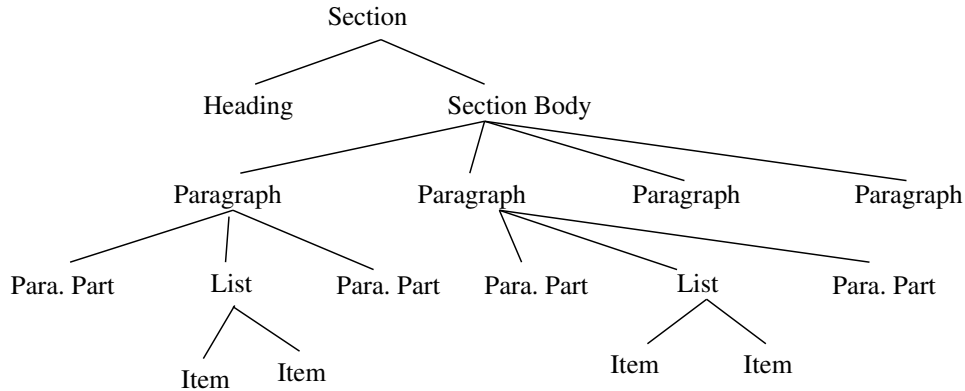 Section
Heading Section Body
Paragraph Paragraph Paragraph Paragraph
Para. Part List Para. Part Para. Part List Para. Part
Item Item Item Item